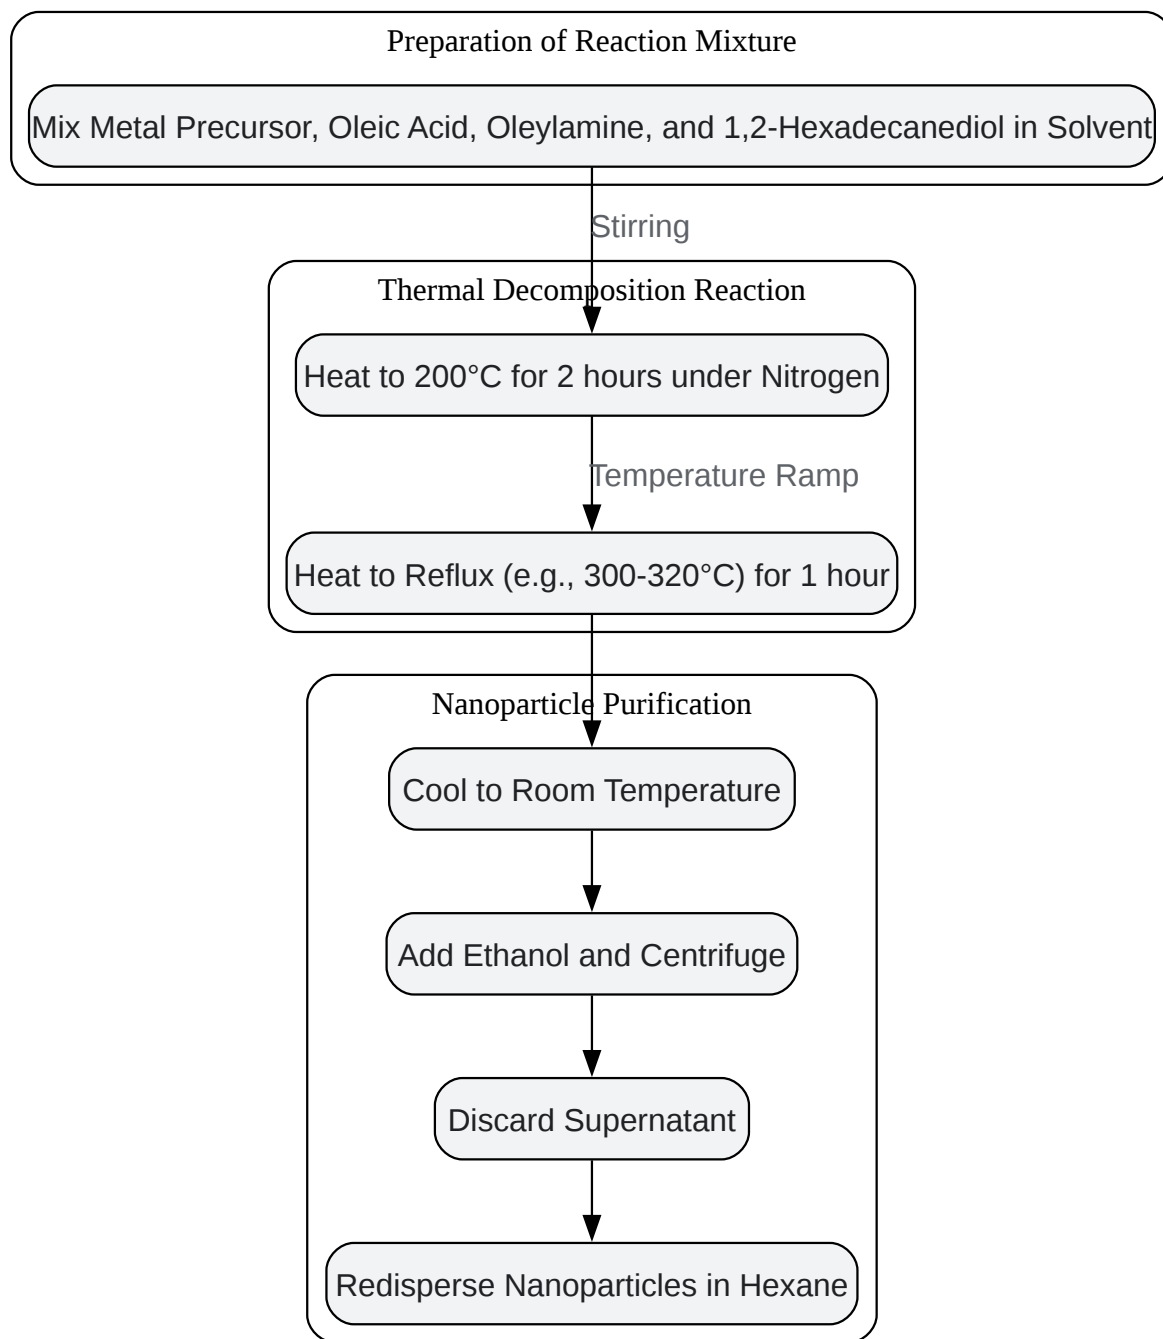 Preparation of Reaction Mixture
Mix Metal Precursor, Oleic Acid, Oleylamine, and 1,2-Hexadecanediol in Solvent
Stirring
Thermal Decomposition Reaction
Heat to 200°C for 2 hours under Nitrogen
Temperature Ramp
Heat to Reflux (e.g., 300-320°C) for 1 hour
Nanoparticle Purification
Cool to Room Temperature
Add Ethanol and Centrifuge
Discard Supernatant
Redisperse Nanoparticles in Hexane